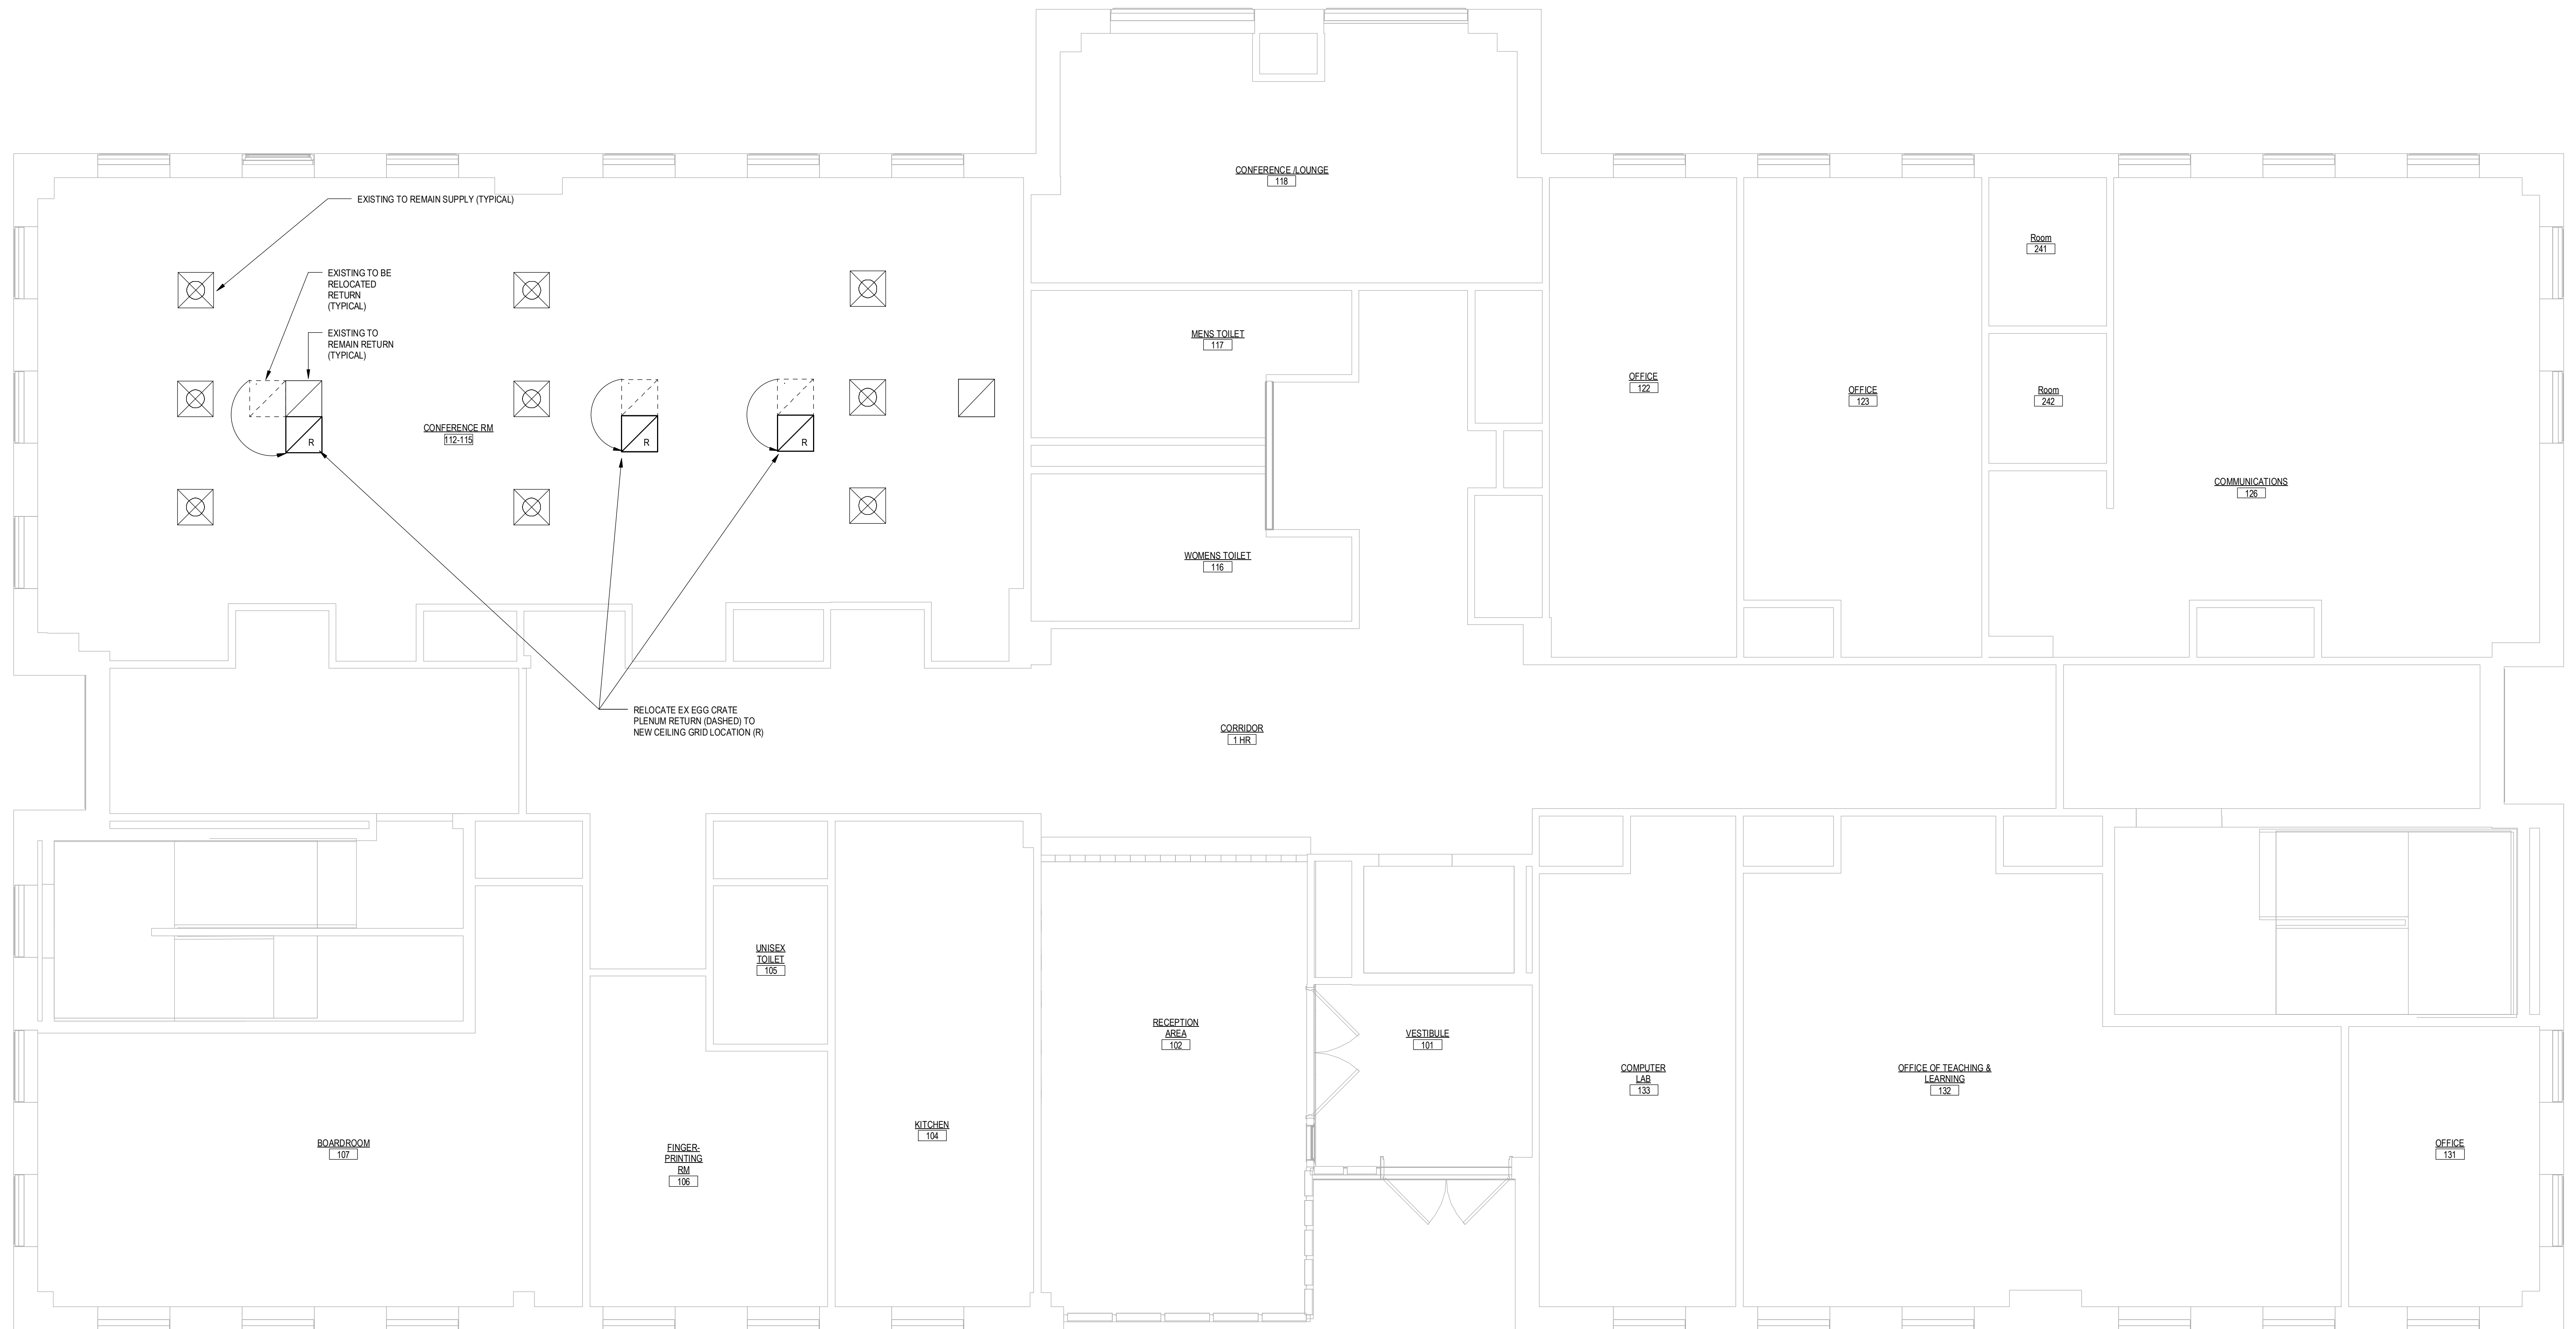 CONFERENCE /LOUNGE
118
EXISTING TO REMAIN SUPPLY (TYPICAL)
EXISTING TO BE
RELOCATED
RETURN
(TYPICAL)
EXISTING TO
REMAIN RETURN
(TYPICAL)
CONFERENCE RM
112-115
R
R
R
MENS TOILET
117
WOMENS TOILET
116
OFFICE
122
OFFICE
123
Room
241
Room
242
COMMUNICATIONS
126
RELOCATE EX EGG CRATE
PLENUM RETURN (DASHED) TO
NEW CEILING GRID LOCATION (R)
CORRIDOR
1 HR
UNISEX
TOILET
105
RECEPTION
AREA
102
VESTIBULE
101
COMPUTER
LAB
133
OFFICE OF TEACHING &
LEARNING
132
BOARDROOM
107
FINGER-
PRINTING
RM
106
KITCHEN
104
OFFICE
131